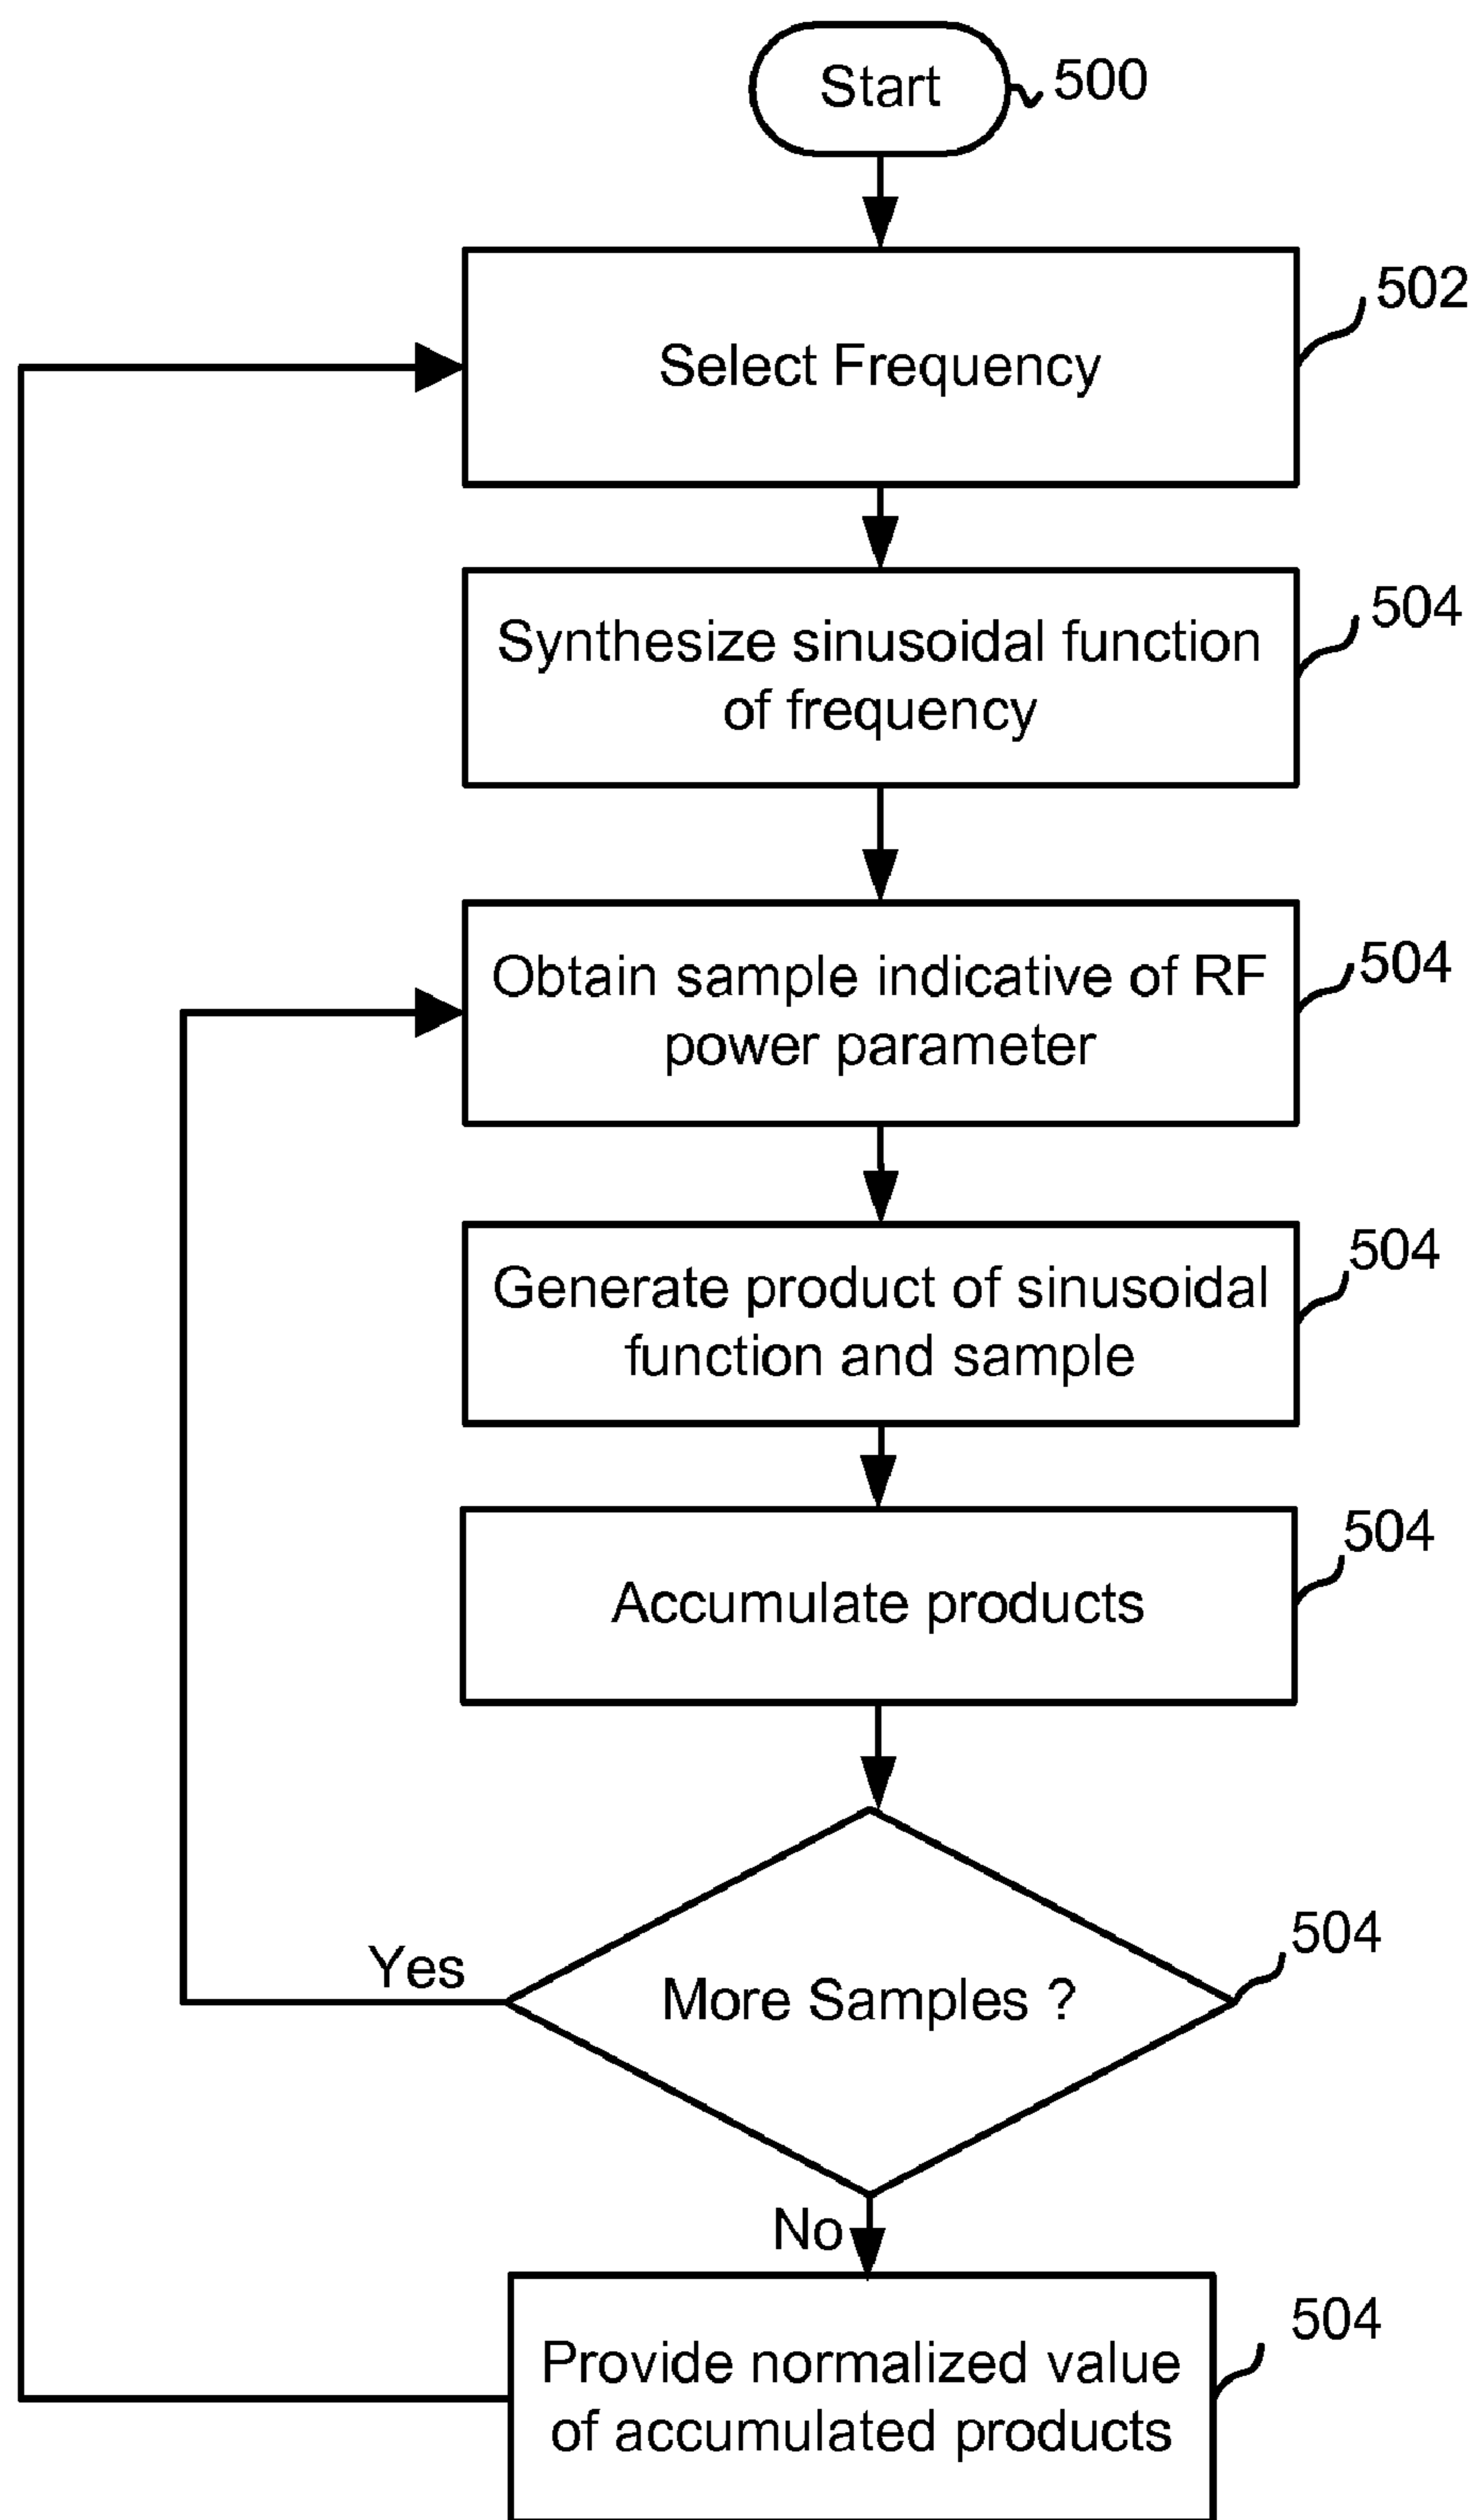 Start
500
502
Select Frequency
504
Synthesize sinusoidal function
of frequency
504
Obtain sample indicative of RF
power parameter
504
Generate product of sinusoidal
function and sample
504
Accumulate products
504
Yes
More Samples ?
No
504
Provide normalized value
of accumulated products